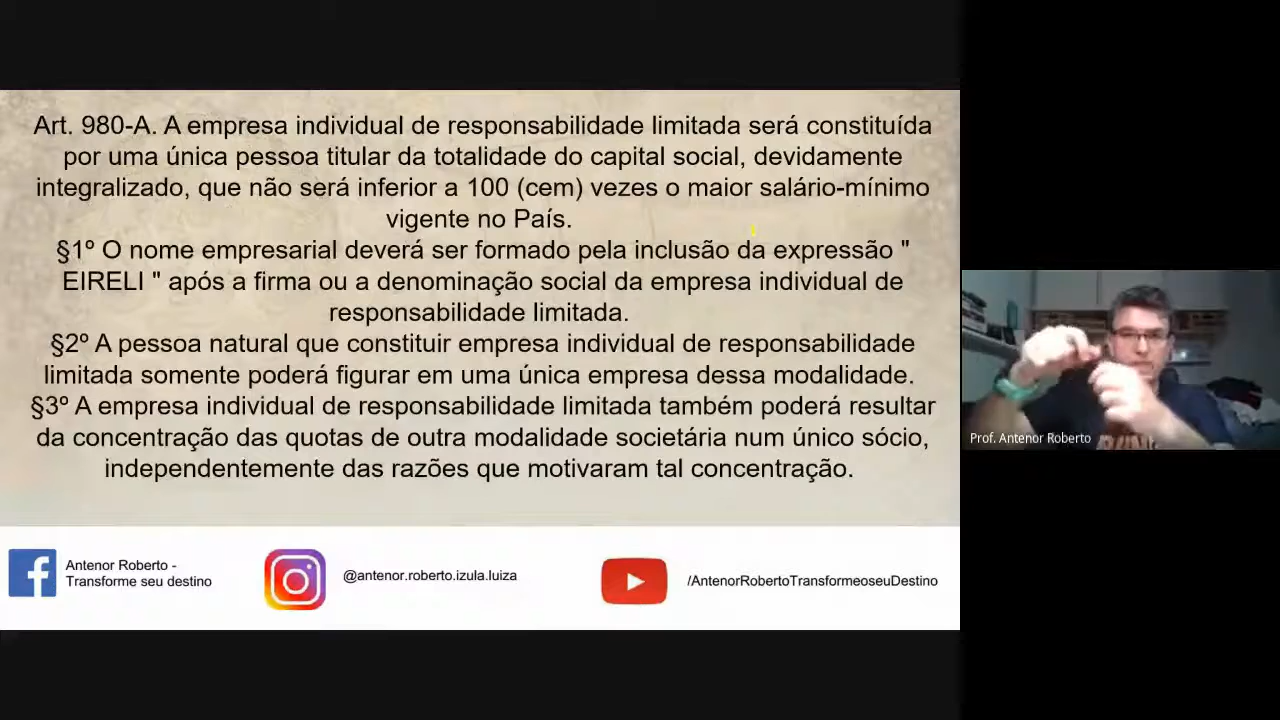 Art. 980-A. A empresa individual de responsabilidade limitada será constituída
por uma única pessoa titular da totalidade do capital social, devidamente
integralizado, que não será inferior a 100 (cem) vezes o maior salário-mínimo
vigente no País.
§1º O nome empresarial deverá ser formado pela inclusão da expressão "
EIRELI " após a firma ou a denominação social da empresa individual de
responsabilidade limitada.
§2º A pessoa natural que constituir empresa individual de responsabilidade
limitada somente poderá figurar em uma única empresa dessa modalidade.
§3º A empresa individual de responsabilidade limitada também poderá resultar
da concentração das quotas de outra modalidade societária num único sócio,
independentemente das razões que motivaram tal concentração.
Antenor Roberto -
Transforme seu destino
@antenor.roberto.izula.luiza
/AntenorRobertoTransformeoseuDestino
Prof. Antenor Roberto